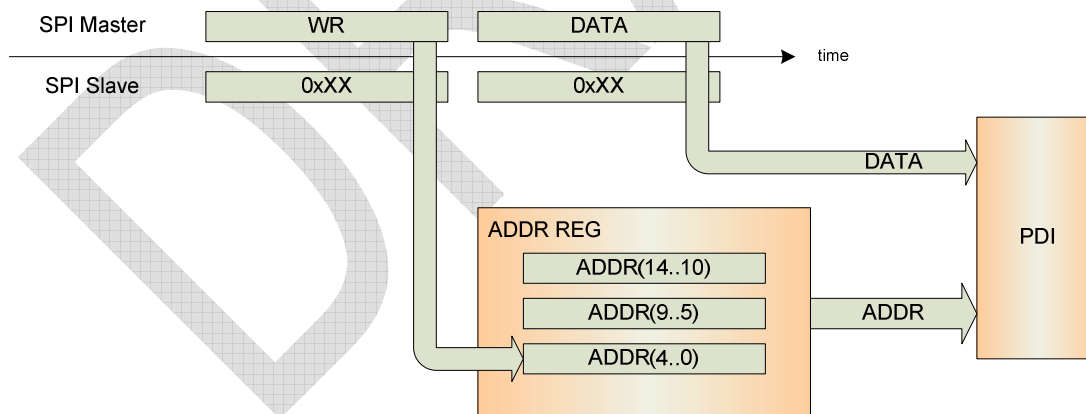 SPI Master WR DATA
time
SPI Slave 0xXX 0xXX
DATA
ADDR REG
PDI
ADDR(14..10)
ADDR(9..5)
ADDR
ADDR(4..0)